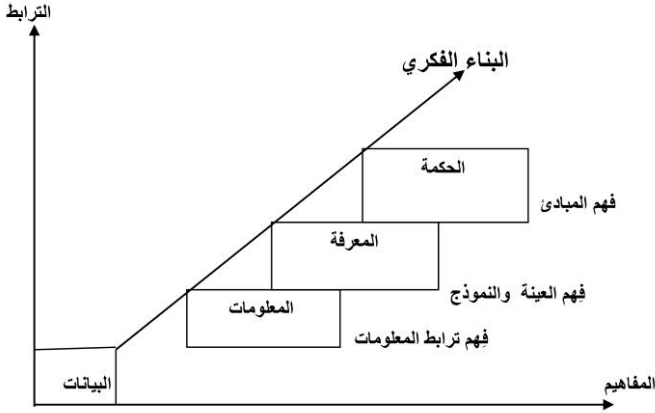 الترابط
البناء الفكري
الحكمة
فهم المبادئ
المعرفة
فهم العينة والنموذج
المعلومات
فهم ترابط المعلومات
البيانات
المفاهيم